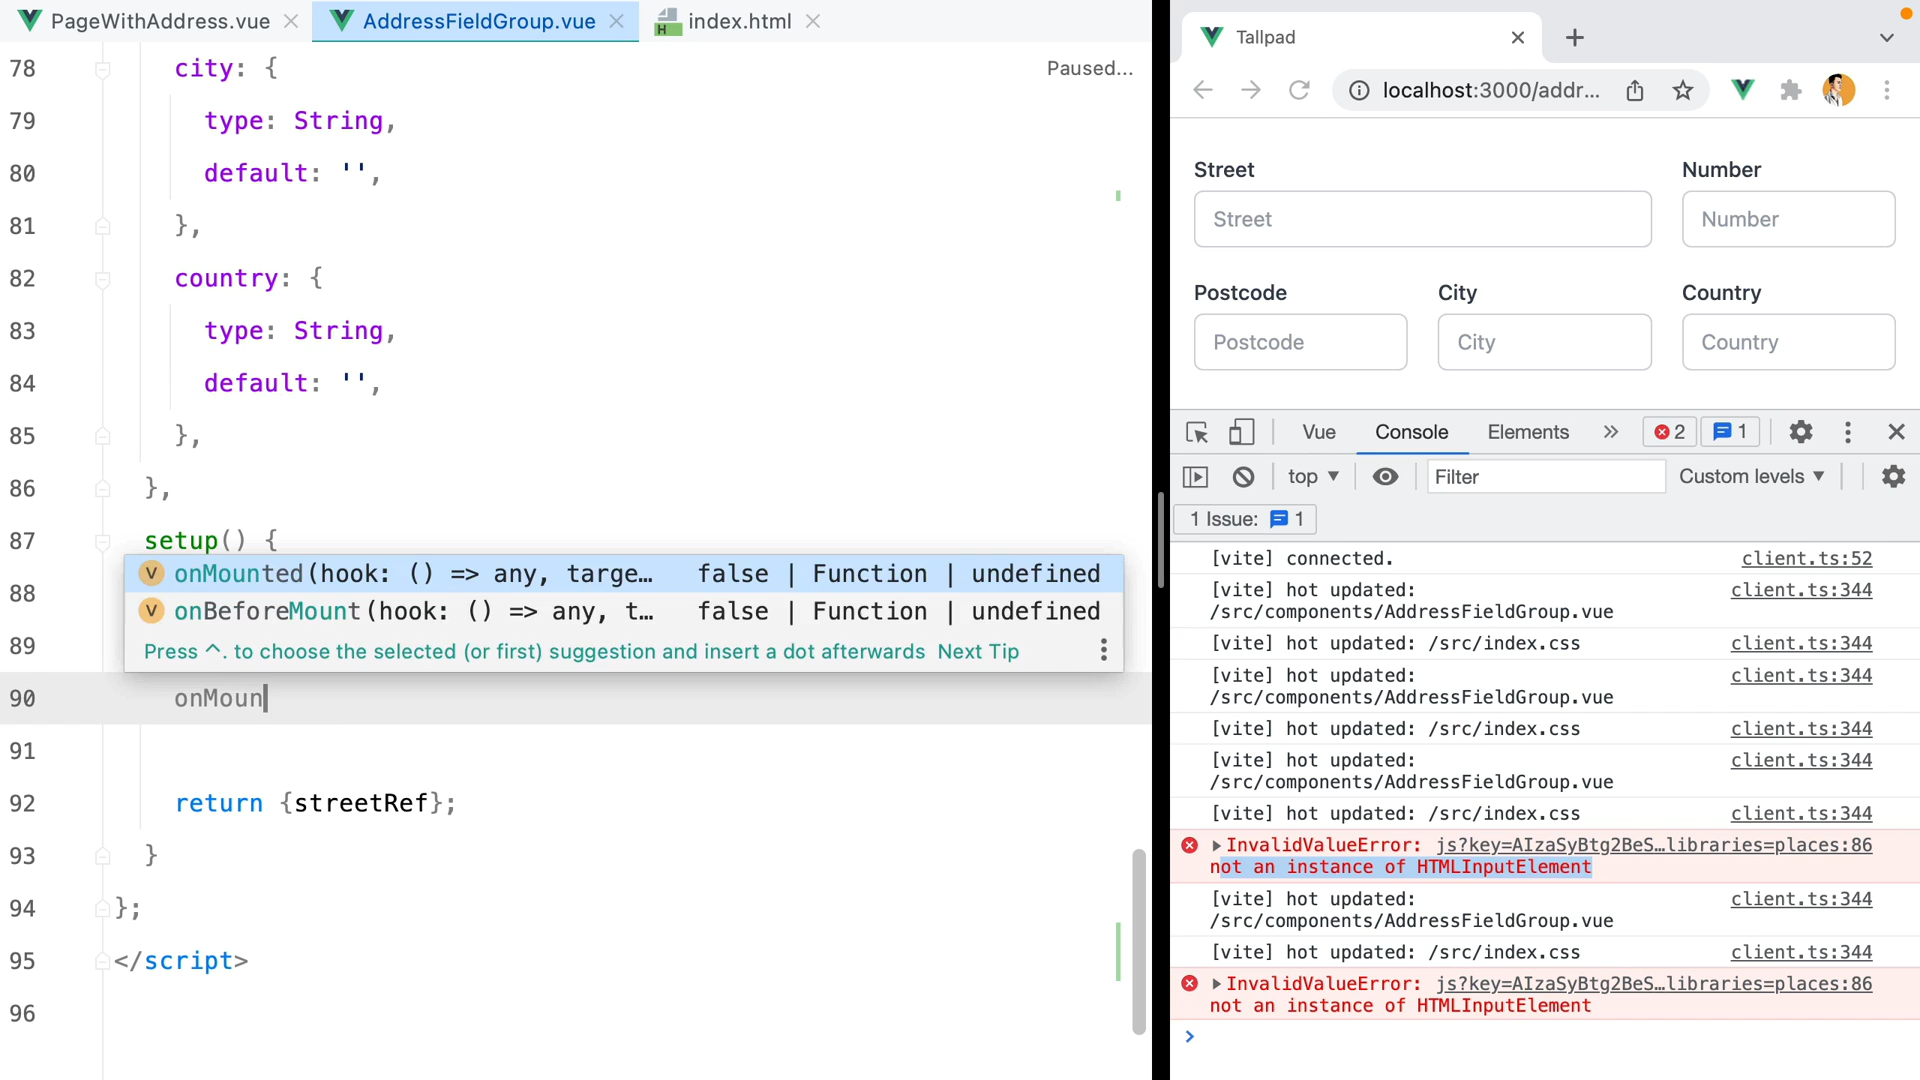 PageWithAddress.vue
AddressFieldGroup.vue
index.html
Paused...
78 city: {
79 type: String,
80 default: '',
81 },
82 country: {
83 type: String,
84 default: '',
85 },
86 },
87 setup() {
88
89
onMounted(hook: () => any, targe… false | Function | undefined
onBeforeMount(hook: () => any, t… false | Function | undefined
Press ^. to choose the selected (or first) suggestion and insert a dot afterwards Next Tip
90 onMoun
91
92 return {streetRef};
93 }
94 };
95 </script>
96
Tallpad
localhost:3000/addr...
Street Number
Street Number
Postcode City Country
Postcode City Country
Vue Console Elements » 2 1
top Filter Custom levels
1 Issue: 1
[vite] connected. client.ts:52
[vite] hot updated: client.ts:344
/src/components/AddressFieldGroup.vue
[vite] hot updated: /src/index.css client.ts:344
[vite] hot updated: client.ts:344
/src/components/AddressFieldGroup.vue
[vite] hot updated: /src/index.css client.ts:344
[vite] hot updated: client.ts:344
/src/components/AddressFieldGroup.vue
[vite] hot updated: /src/index.css client.ts:344
InvalidValueError: js?key=AIzaSyBtg2BeS…libraries=places:86
not an instance of HTMLInputElement
[vite] hot updated: client.ts:344
/src/components/AddressFieldGroup.vue
[vite] hot updated: /src/index.css client.ts:344
InvalidValueError: js?key=AIzaSyBtg2BeS…libraries=places:86
not an instance of HTMLInputElement